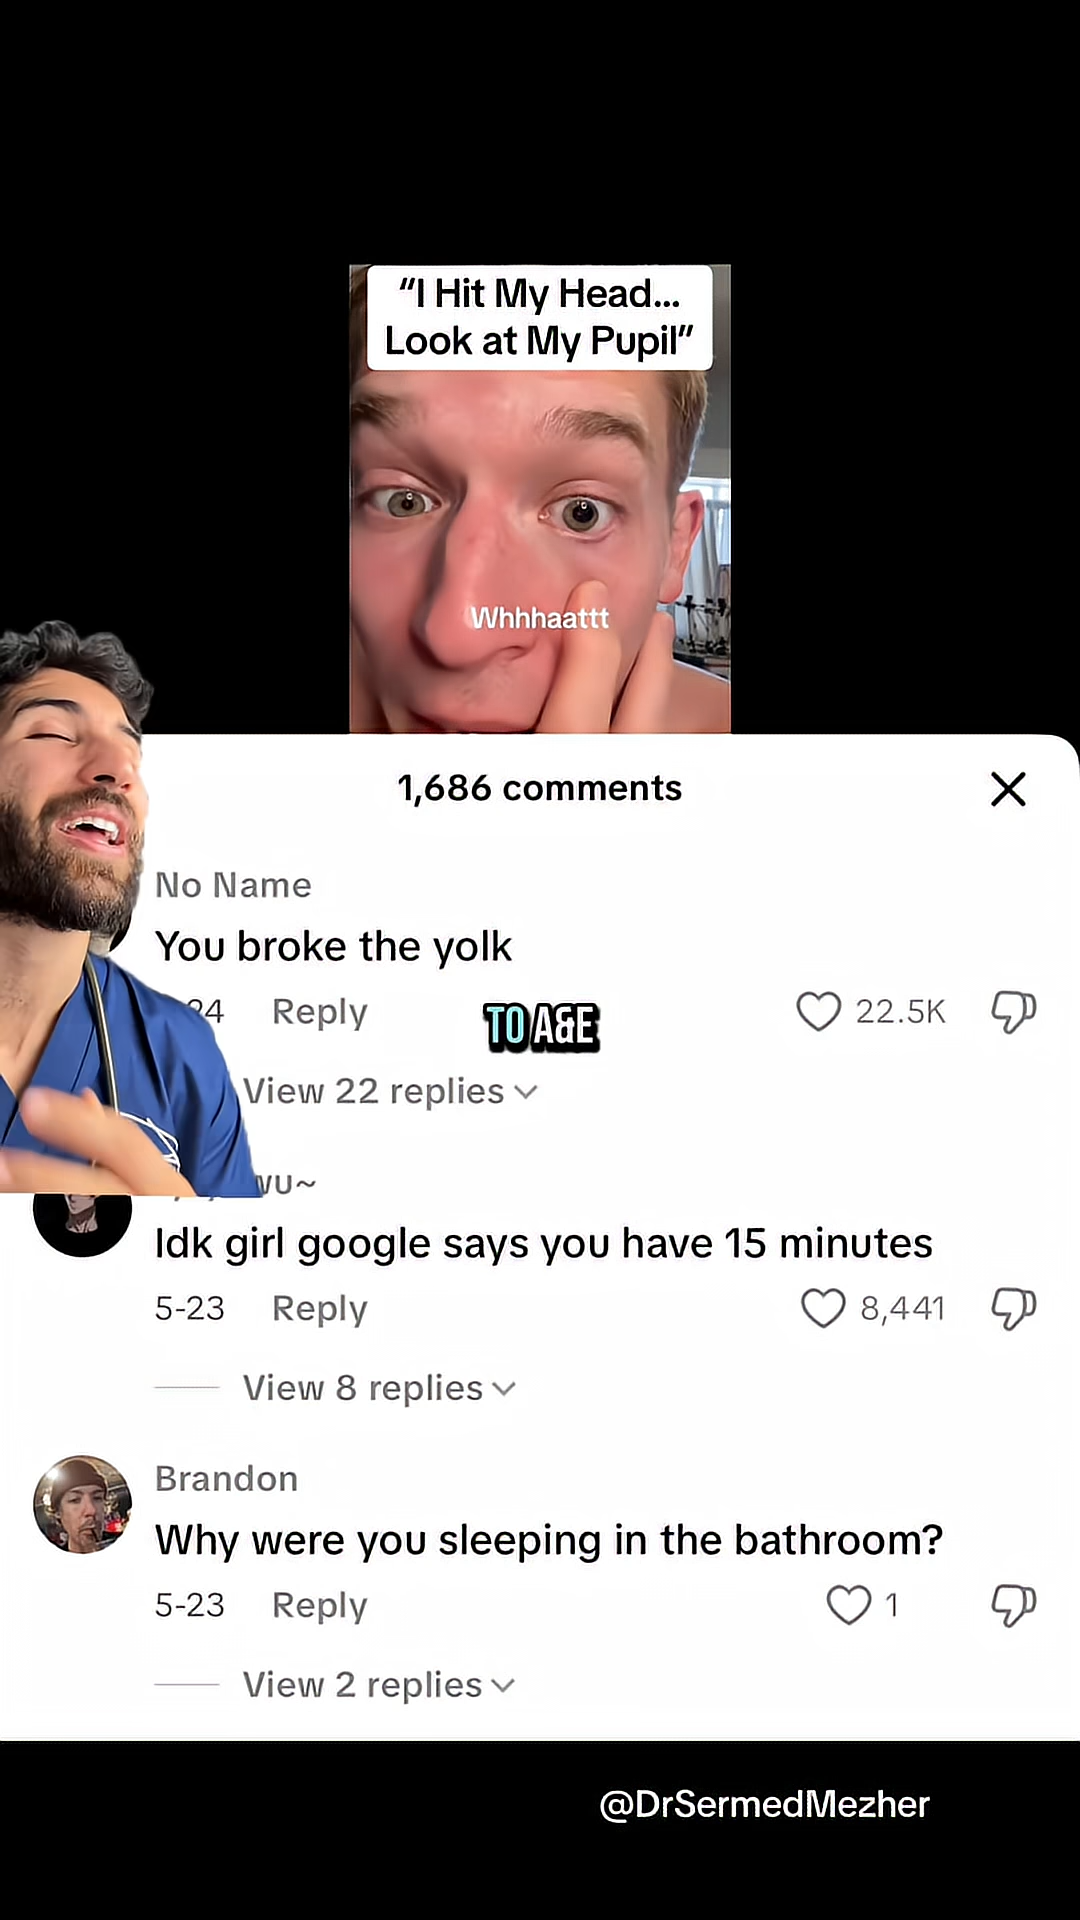 “I Hit My Head...
Look at My Pupil”
Whhhaattt
1,686 comments
No Name
You broke the yolk
24 Reply 22.5K
TO A&E
View 22 replies
Idk girl google says you have 15 minutes
5-23 Reply 8,441
View 8 replies
Brandon
Why were you sleeping in the bathroom?
5-23 Reply 1
View 2 replies
@DrSermedMezher